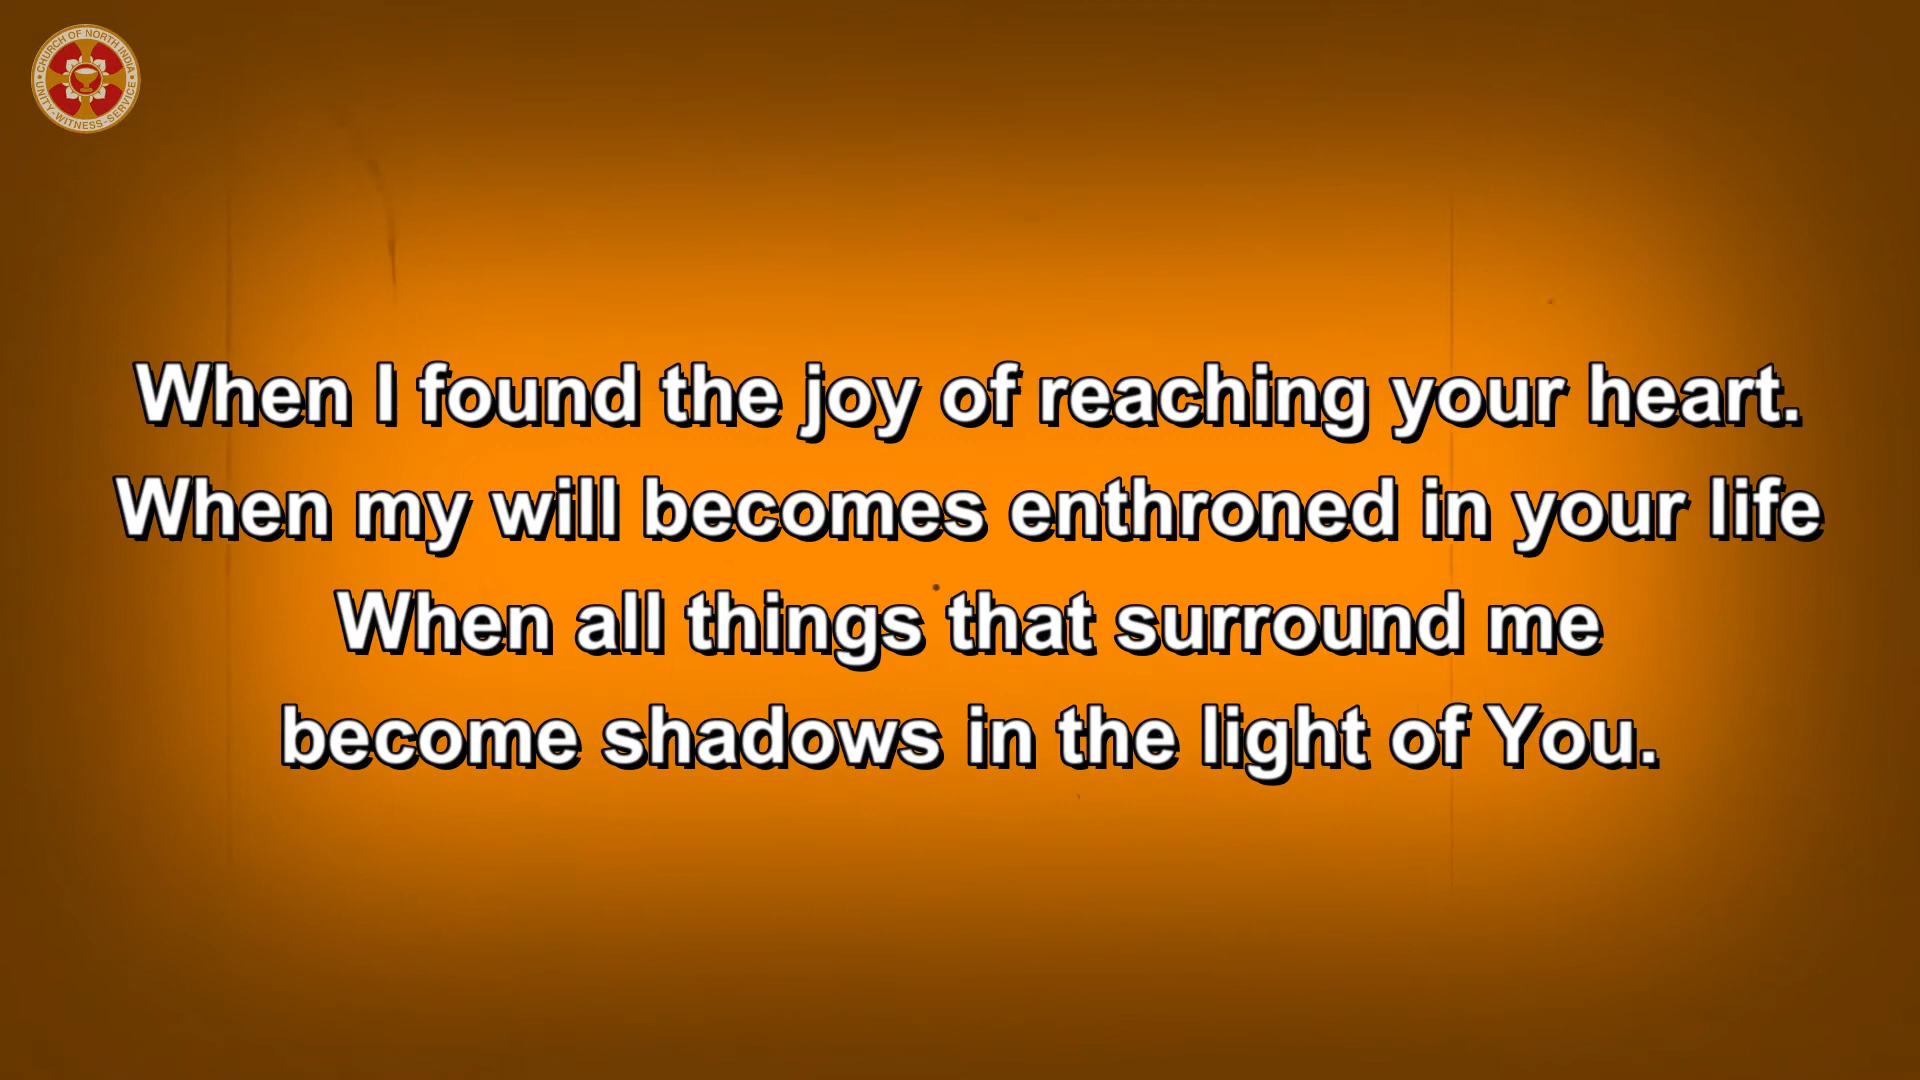 CHURCH OF NORTH INDIA
UNITY - WITNESS - SERVICE
When I found the joy of reaching your heart.
When my will becomes enthroned in your life
When all things that surround me
become shadows in the light of You.